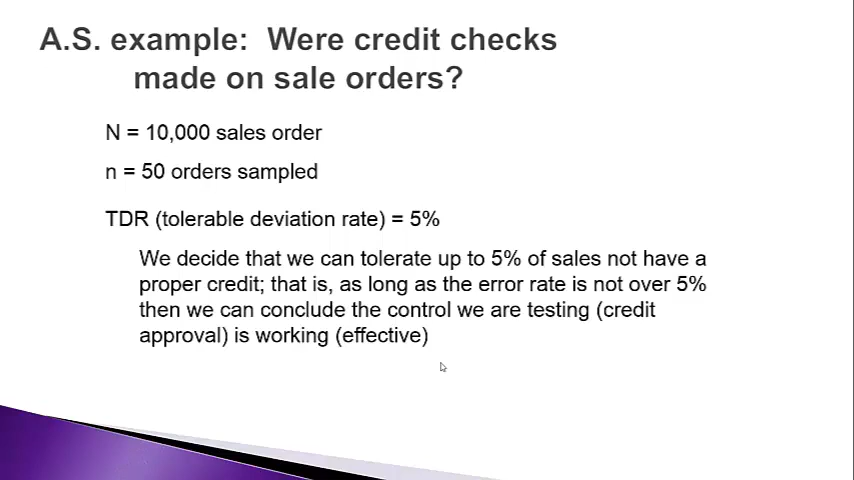 A.S. example: Were credit checks
made on sale orders?
N = 10,000 sales order
n = 50 orders sampled
TDR (tolerable deviation rate) = 5%
We decide that we can tolerate up to 5% of sales not have a
proper credit; that is, as long as the error rate is not over 5%
then we can conclude the control we are testing (credit
approval) is working (effective)